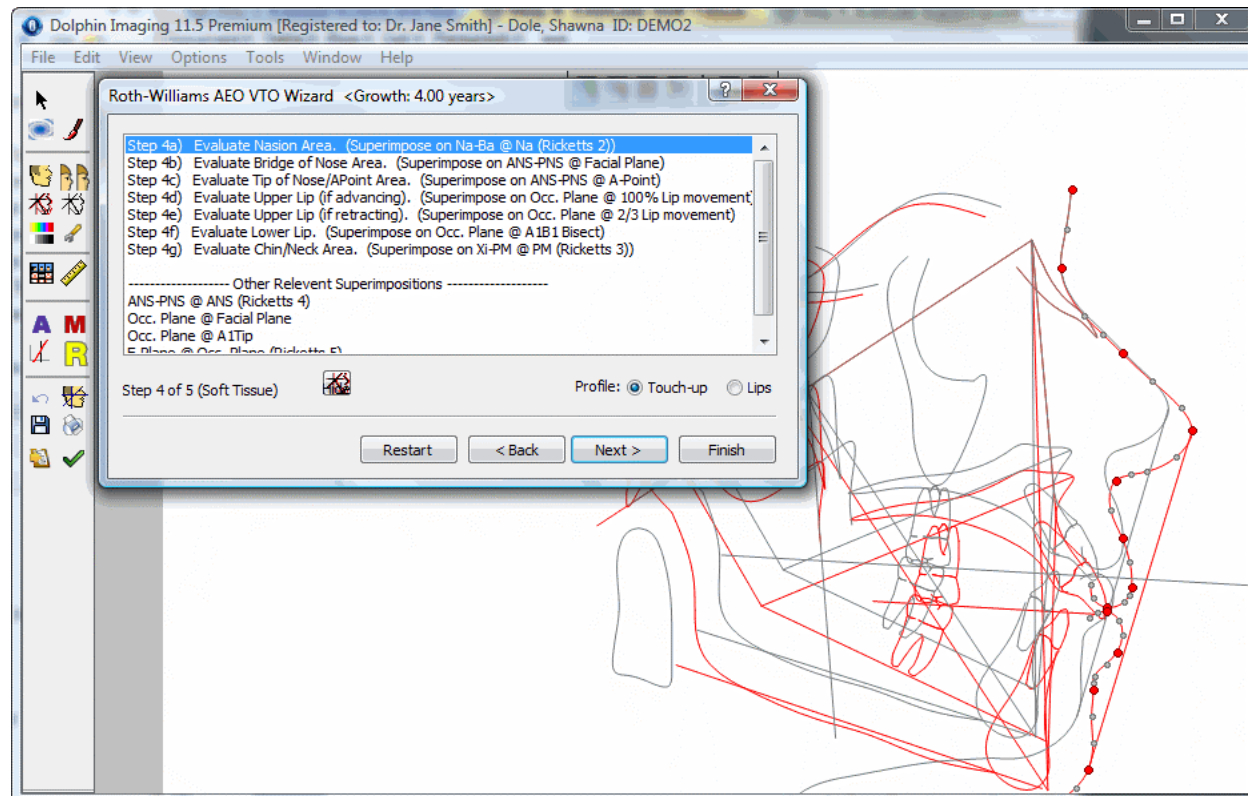 Dolphin Imaging 11.5 Premium [Registered to: Dr. Jane Smith] - Dole, Shawna  ID: DEMO2
File Edit View Options Tools Window Help
Roth-Williams AEO VTO Wizard  <Growth: 4.00 years>
Step 4a)  Evaluate Nasion Area.  (Superimpose on Na-Ba @ Na (Ricketts 2))
Step 4b)  Evaluate Bridge of Nose Area.  (Superimpose on ANS-PNS @ Facial Plane)
Step 4c)  Evaluate Tip of Nose/APoint Area.  (Superimpose on ANS-PNS @ A-Point)
Step 4d)  Evaluate Upper Lip (if advancing).  (Superimpose on Occ. Plane @ 100% Lip movement)
Step 4e)  Evaluate Upper Lip (if retracting).  (Superimpose on Occ. Plane @ 2/3 Lip movement)
Step 4f)  Evaluate Lower Lip.  (Superimpose on Occ. Plane @ A1B1 Bisect)
Step 4g)  Evaluate Chin/Neck Area.  (Superimpose on Xi-PM @ PM (Ricketts 3))
------------------- Other Relevent Superimpositions -------------------
ANS-PNS @ ANS (Ricketts 4)
Occ. Plane @ Facial Plane
Occ. Plane @ A1Tip
E-Plane @ Occ. Plane (Ricketts 5)
Step 4 of 5 (Soft Tissue)
Profile: Touch-up Lips
Restart < Back Next > Finish
A M
R